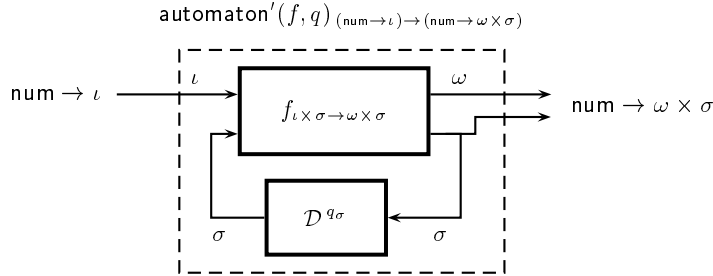 automaton′(f, q) (num→ι)→(num→ω×σ)
ι
ω
num → ι
f ι×σ→ω×σ
num → ω × σ
𝒟 qσ
σ
σ